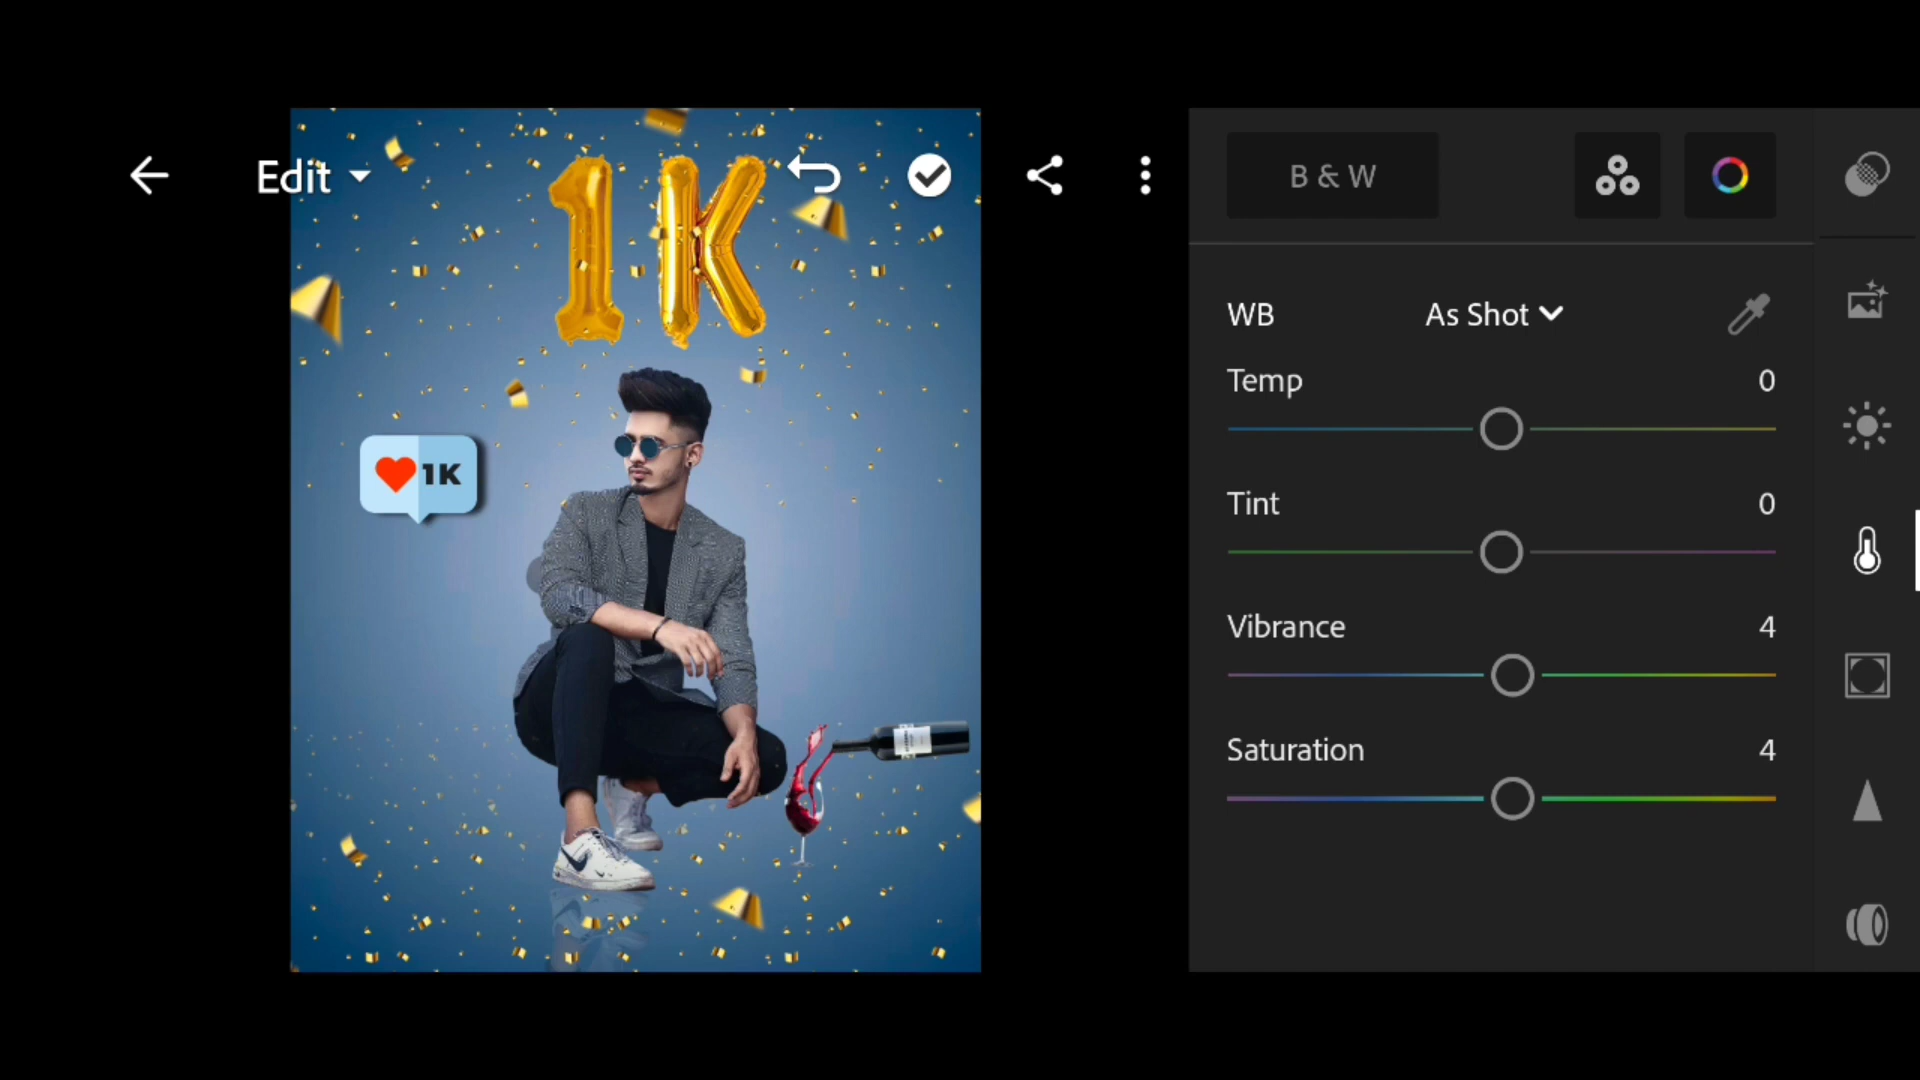 Edit
1K
1K
B & W
WB As Shot
Temp 0
Tint 0
Vibrance 4
Saturation 4